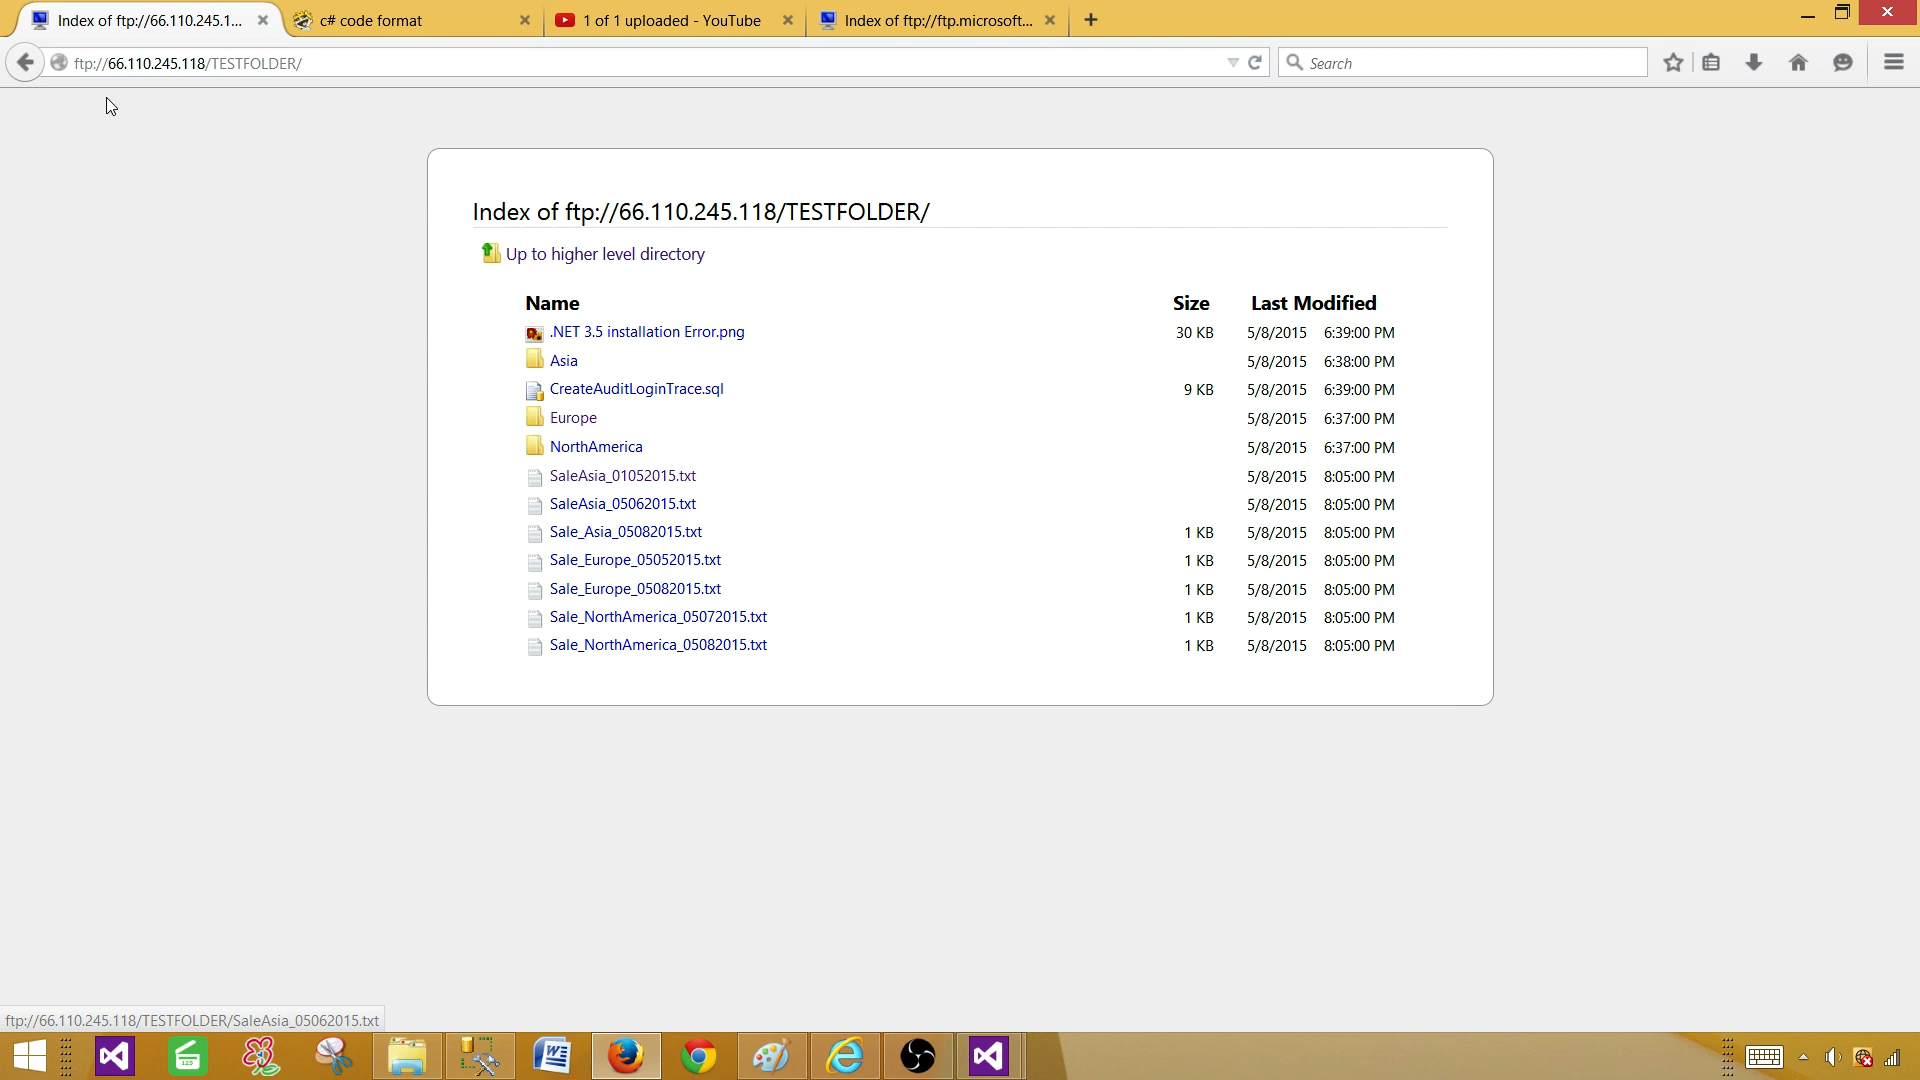 Index of ftp://66.110.245.1...
c# code format
1 of 1 uploaded - YouTube
Index of ftp://ftp.microsoft...
ftp://66.110.245.118/TESTFOLDER/
Search
Index of ftp://66.110.245.118/TESTFOLDER/
Up to higher level directory
Name Size Last Modified
.NET 3.5 installation Error.png 30 KB 5/8/2015 6:39:00 PM
Asia 5/8/2015 6:38:00 PM
CreateAuditLoginTrace.sql 9 KB 5/8/2015 6:39:00 PM
Europe 5/8/2015 6:37:00 PM
NorthAmerica 5/8/2015 6:37:00 PM
SaleAsia_01052015.txt 5/8/2015 8:05:00 PM
SaleAsia_05062015.txt 5/8/2015 8:05:00 PM
Sale_Asia_05082015.txt 1 KB 5/8/2015 8:05:00 PM
Sale_Europe_05052015.txt 1 KB 5/8/2015 8:05:00 PM
Sale_Europe_05082015.txt 1 KB 5/8/2015 8:05:00 PM
Sale_NorthAmerica_05072015.txt 1 KB 5/8/2015 8:05:00 PM
Sale_NorthAmerica_05082015.txt 1 KB 5/8/2015 8:05:00 PM
ftp://66.110.245.118/TESTFOLDER/SaleAsia_05062015.txt